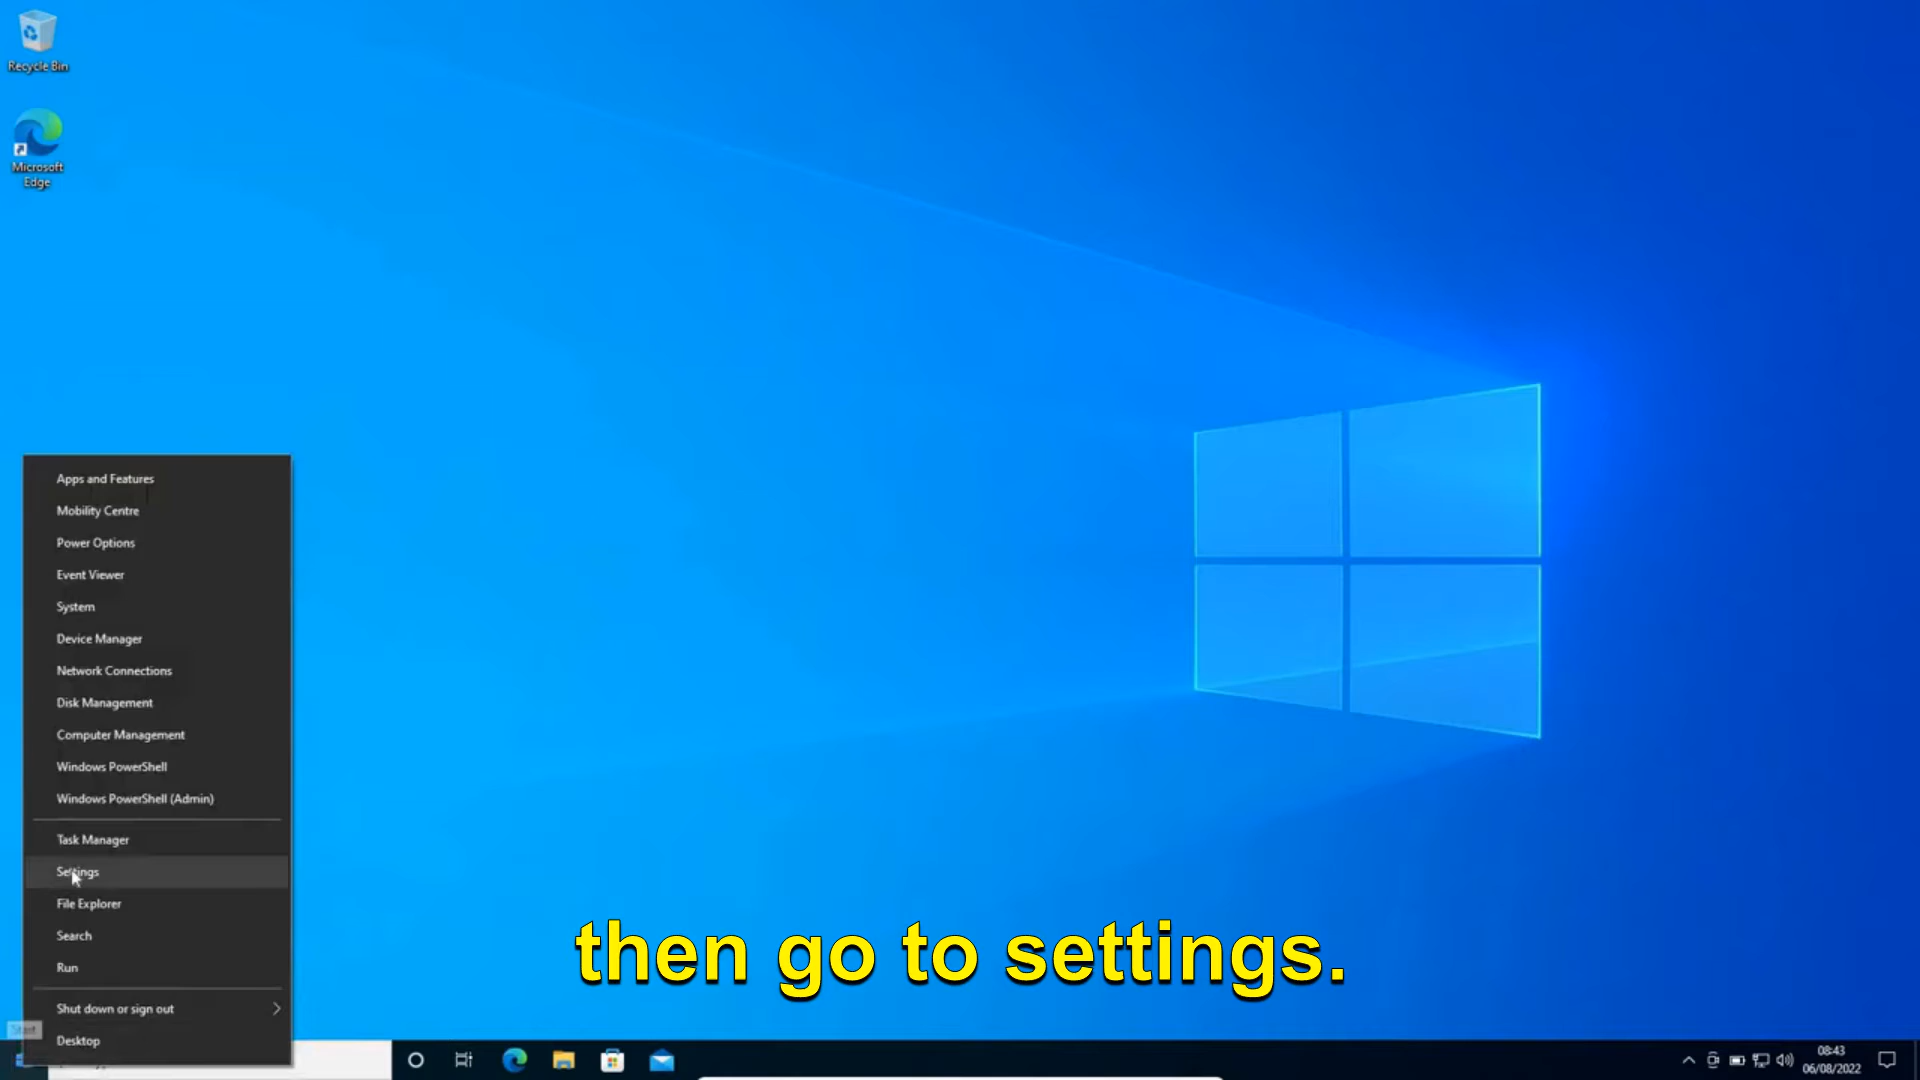 Recycle Bin
Microsoft
Edge
Apps and Features
Mobility Centre
Power Options
Event Viewer
System
Device Manager
Network Connections
Disk Management
Computer Management
Windows PowerShell
Windows PowerShell (Admin)
Task Manager
Settings
File Explorer
Search
Run
Shut down or sign out
Desktop
Start
then go to settings.
08:43
06/08/2022